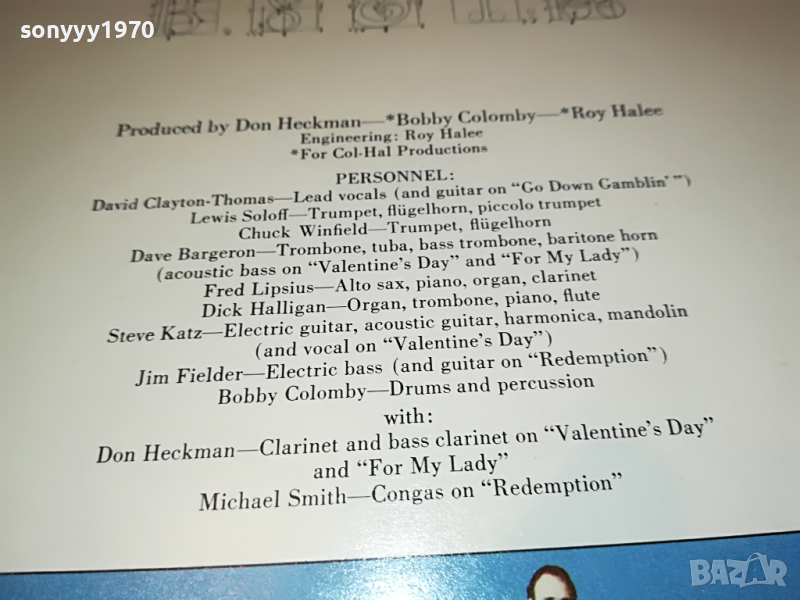 sonyyy1970
Produced by Don Heckman—*Bobby Colomby—*Roy Halee
Engineering: Roy Halee
*For Col-Hal Productions
PERSONNEL:
David Clayton-Thomas—Lead vocals (and guitar on “Go Down Gamblin’ ”)
Lewis Soloff—Trumpet, flügelhorn, piccolo trumpet
Chuck Winfield—Trumpet, flügelhorn
Dave Bargeron—Trombone, tuba, bass trombone, baritone horn
(acoustic bass on “Valentine’s Day” and “For My Lady”)
Fred Lipsius—Alto sax, piano, organ, clarinet
Dick Halligan—Organ, trombone, piano, flute
Steve Katz—Electric guitar, acoustic guitar, harmonica, mandolin
(and vocal on “Valentine’s Day”)
Jim Fielder—Electric bass (and guitar on “Redemption”)
Bobby Colomby—Drums and percussion
with:
Don Heckman—Clarinet and bass clarinet on “Valentine’s Day”
and “For My Lady”
Michael Smith—Congas on “Redemption”
BAZAR